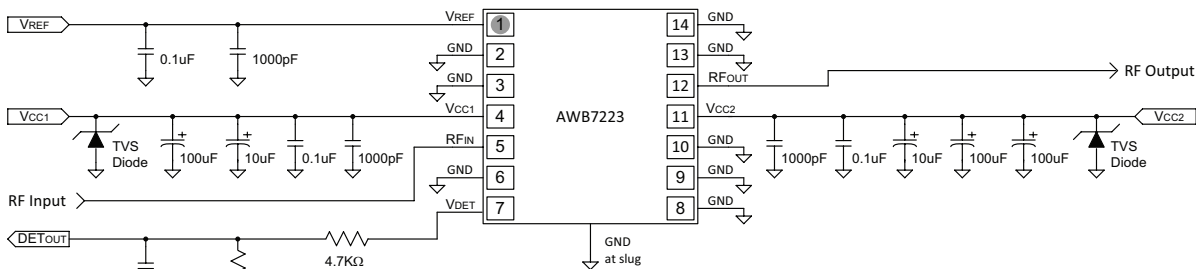 VREF
VREF
1
14
GND
0.1uF
1000pF
GND
2
13
GND
GND
3
12
RFOUT
RF Output
VCC1
VCC1
4
AWB7223
11
VCC2
VCC2
TVS
Diode
100uF
10uF
0.1uF
1000pF
RFIN
5
10
GND
1000pF
0.1uF
10uF
100uF
100uF
TVS
Diode
GND
6
9
GND
RF Input
VDET
7
8
GND
DETOUT
4.7KΩ
GND
at slug